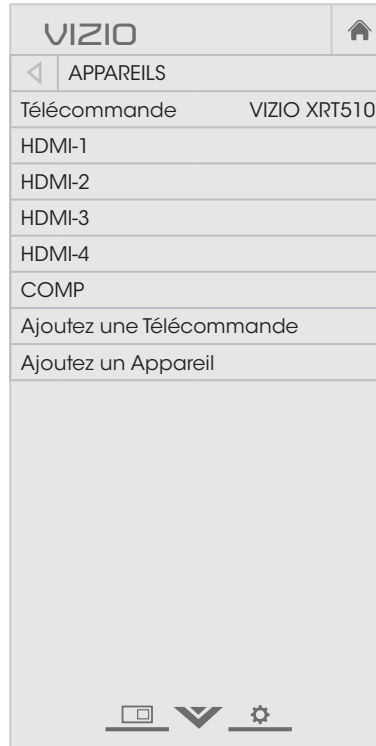 VIZIO
APPAREILS
Télécommande VIZIO XRT510
HDMI-1
HDMI-2
HDMI-3
HDMI-4
COMP
Ajoutez une Télécommande
Ajoutez un Appareil